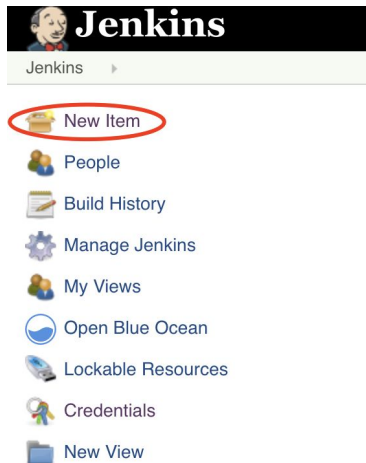 Jenkins
Jenkins
New Item
People
Build History
Manage Jenkins
My Views
Open Blue Ocean
Lockable Resources
Credentials
New View